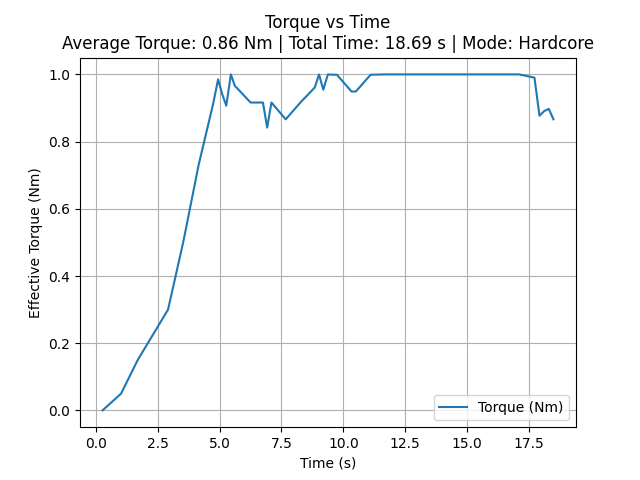 Torque vs Time
Average Torque: 0.86 Nm | Total Time: 18.69 s | Mode: Hardcore
1.0
0.8
0.6
0.4
0.2
0.0
Effective Torque (Nm)
Torque (Nm)
0.0 2.5 5.0 7.5 10.0 12.5 15.0 17.5
Time (s)